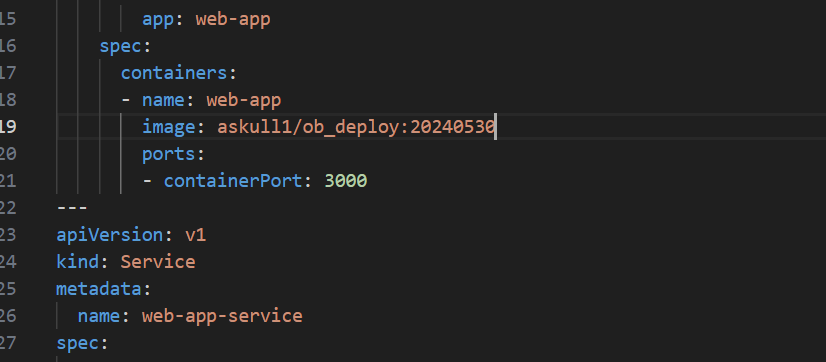 15 app: web-app
16 spec:
17 containers:
18 - name: web-app
19 image: askull1/ob_deploy:20240530
20 ports:
21 - containerPort: 3000
22 ---
23 apiVersion: v1
24 kind: Service
25 metadata:
26 name: web-app-service
27 spec: